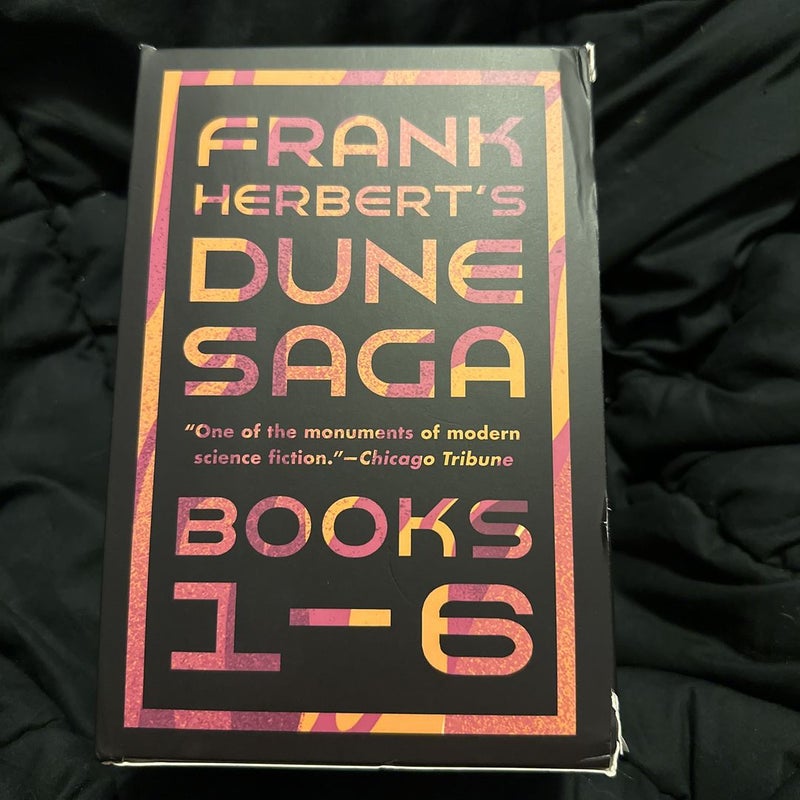 FRANK
HERBERT'S
DUNE
SAGA
"One of the monuments of modern
science fiction."—Chicago Tribune
BOOKS
1–6